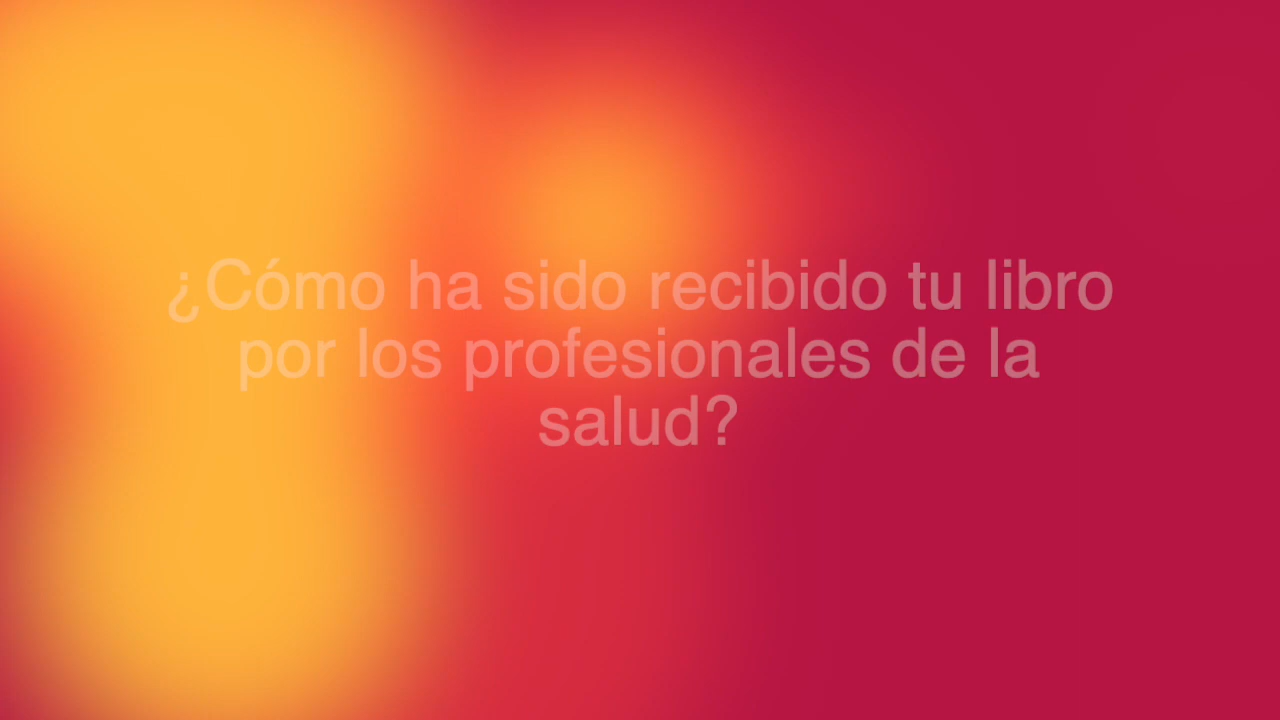 ¿Cómo ha sido recibido tu libro
por los profesionales de la
salud?